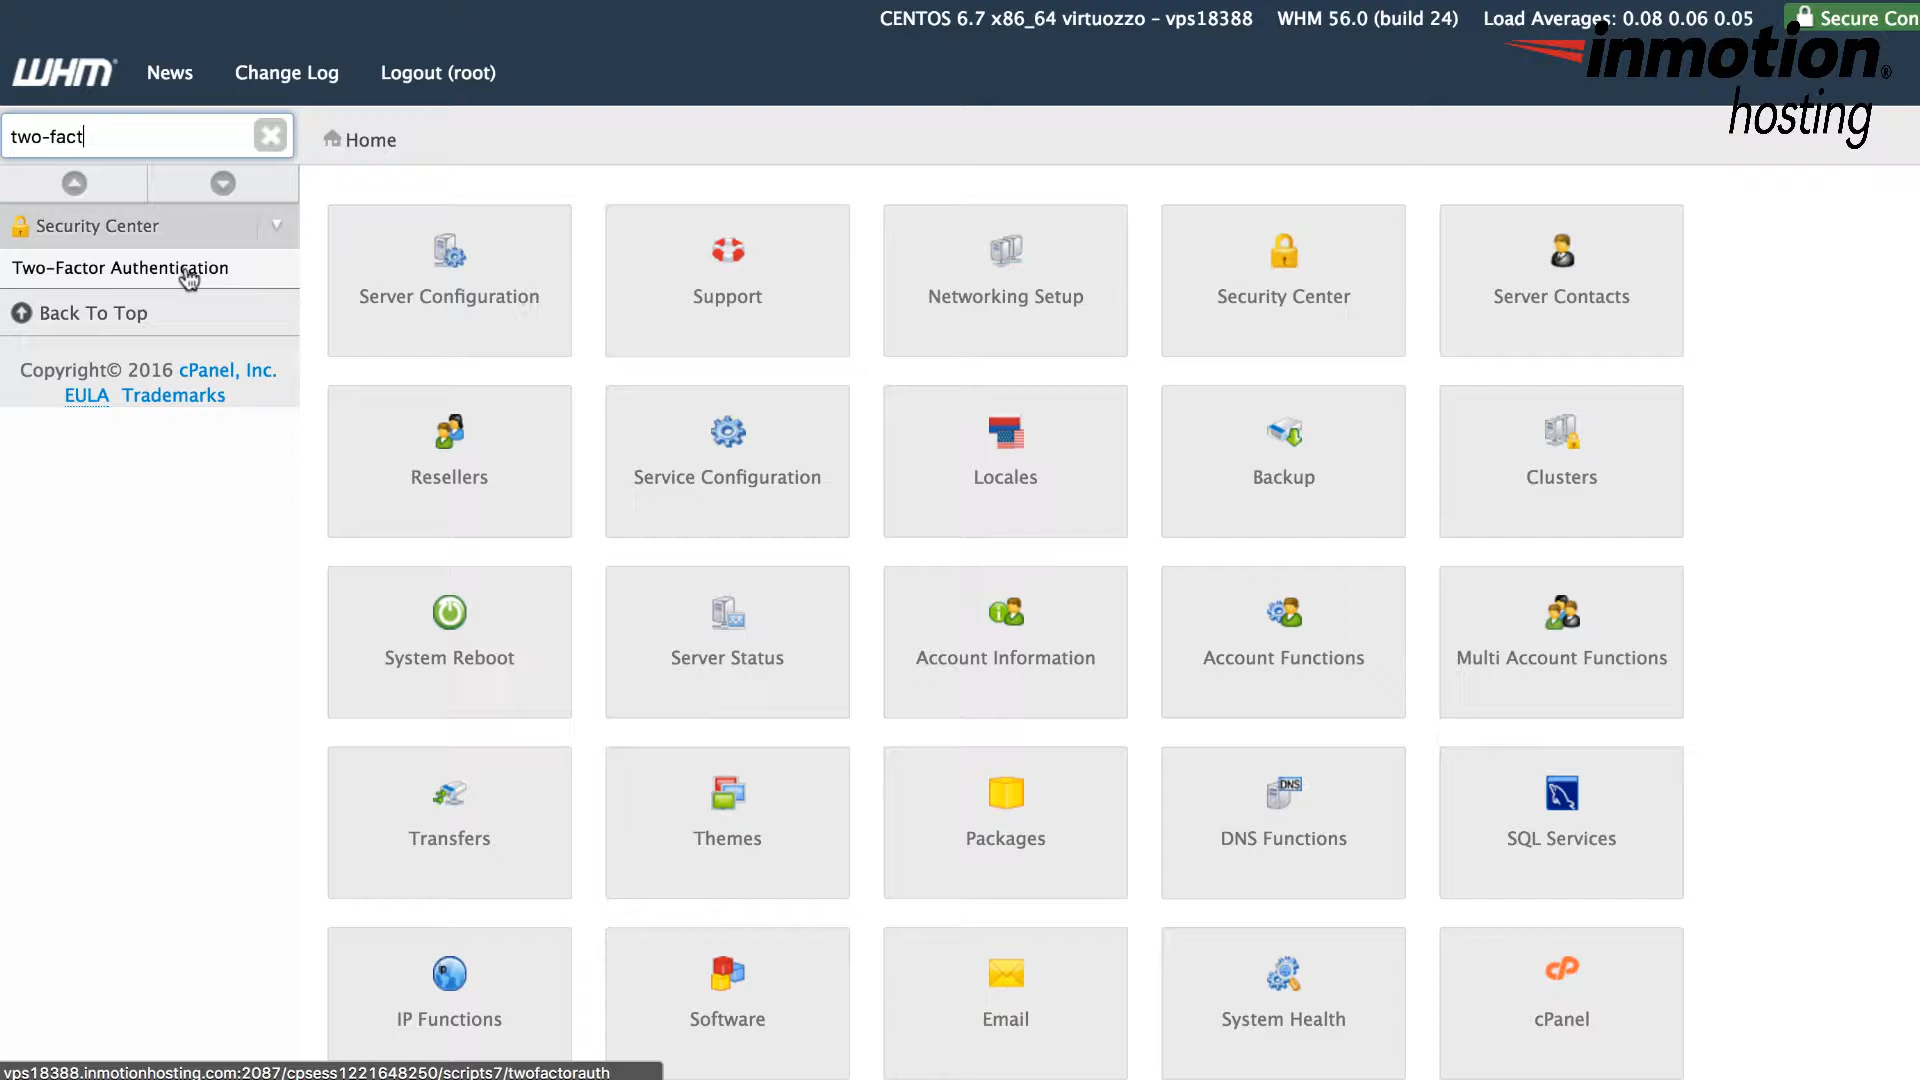 CENTOS 6.7 x86_64 virtuozzo – vps18388 WHM 56.0 (build 24) Load Averages: 0.08 0.06 0.05 Secure Con
inmotion®
hosting
WHM News Change Log Logout (root)
two-fact
Home
Security Center
Two-Factor Authentication
Back To Top
Copyright© 2016 cPanel, Inc.
EULA Trademarks
Server Configuration Support Networking Setup Security Center Server Contacts
Resellers Service Configuration Locales Backup Clusters
System Reboot Server Status Account Information Account Functions Multi Account Functions
DNS
Transfers Themes Packages DNS Functions SQL Services
IP Functions Software Email System Health cPanel
vps18388.inmotionhosting.com:2087/cpsess1221648250/scripts7/twofactorauth